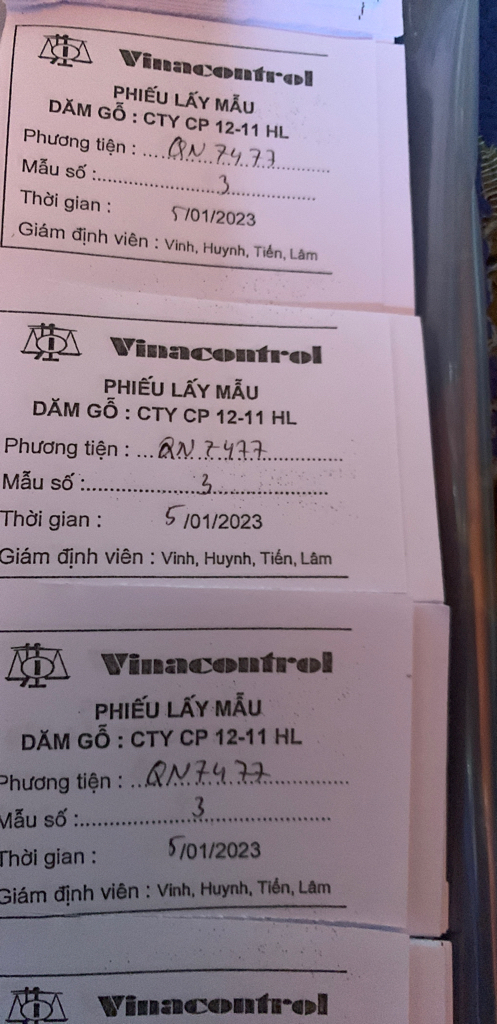 Vinacontrol
PHIẾU LẤY MẪU
DĂM GỖ : CTY CP 12-11 HL
Phương tiện : ...QN 7477
Mẫu số :...3
Thời gian : 5/01/2023
Giám định viên : Vinh, Huynh, Tiến, Lâm
Vinacontrol
PHIẾU LẤY MẪU
DĂM GỖ : CTY CP 12-11 HL
Phương tiện : ...QN 7477
Mẫu số :...3
Thời gian : 5/01/2023
Giám định viên : Vinh, Huynh, Tiến, Lâm
Vinacontrol
PHIẾU LẤY MẪU
DĂM GỖ : CTY CP 12-11 HL
Phương tiện : ...QN7477
Mẫu số :...3
Thời gian : 5/01/2023
Giám định viên : Vinh, Huynh, Tiến, Lâm
Vinacontrol